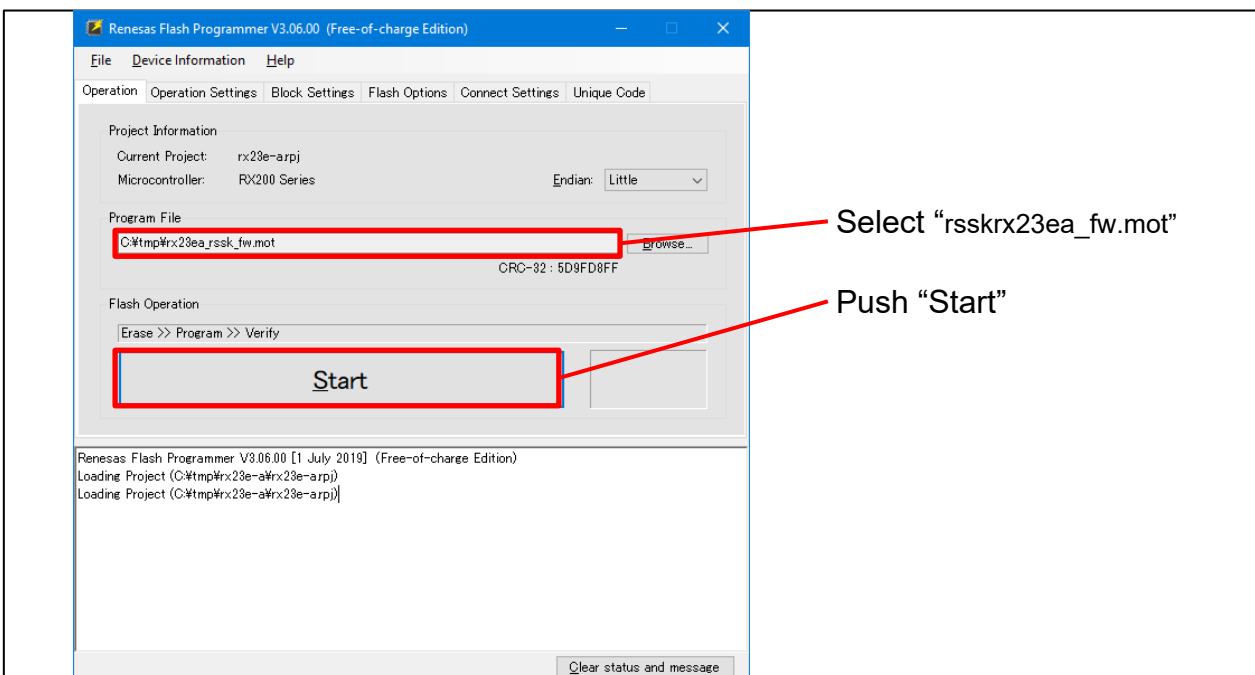 Renesas Flash Programmer V3.06.00 (Free-of-charge Edition)
File Device Information Help
Operation Operation Settings Block Settings Flash Options Connect Settings Unique Code
Project Information
Current Project: rx23e-a.rpj
Microcontroller: RX200 Series Endian: Little
Program File
C:¥tmp¥rx23ea_rssk_fw.mot Browse...
CRC-32 : 5D9FD8FF
Select “rsskrx23ea_fw.mot”
Flash Operation
Push “Start”
Erase >> Program >> Verify
Start
Renesas Flash Programmer V3.06.00 [1 July 2019] (Free-of-charge Edition)
Loading Project (C:¥tmp¥rx23e-a¥rx23e-a.rpj)
Loading Project (C:¥tmp¥rx23e-a¥rx23e-a.rpj)
Clear status and message